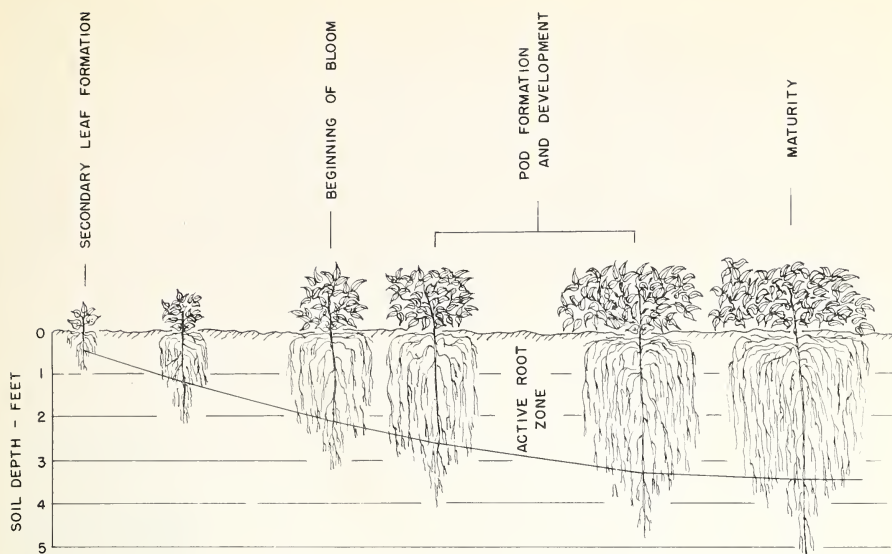 SECONDARY LEAF FORMATION
BEGINNING OF BLOOM
POD FORMATION
AND DEVELOPMENT
MATURITY
SOIL DEPTH – FEET
0
1
2
3
4
5
ACTIVE ROOT
ZONE